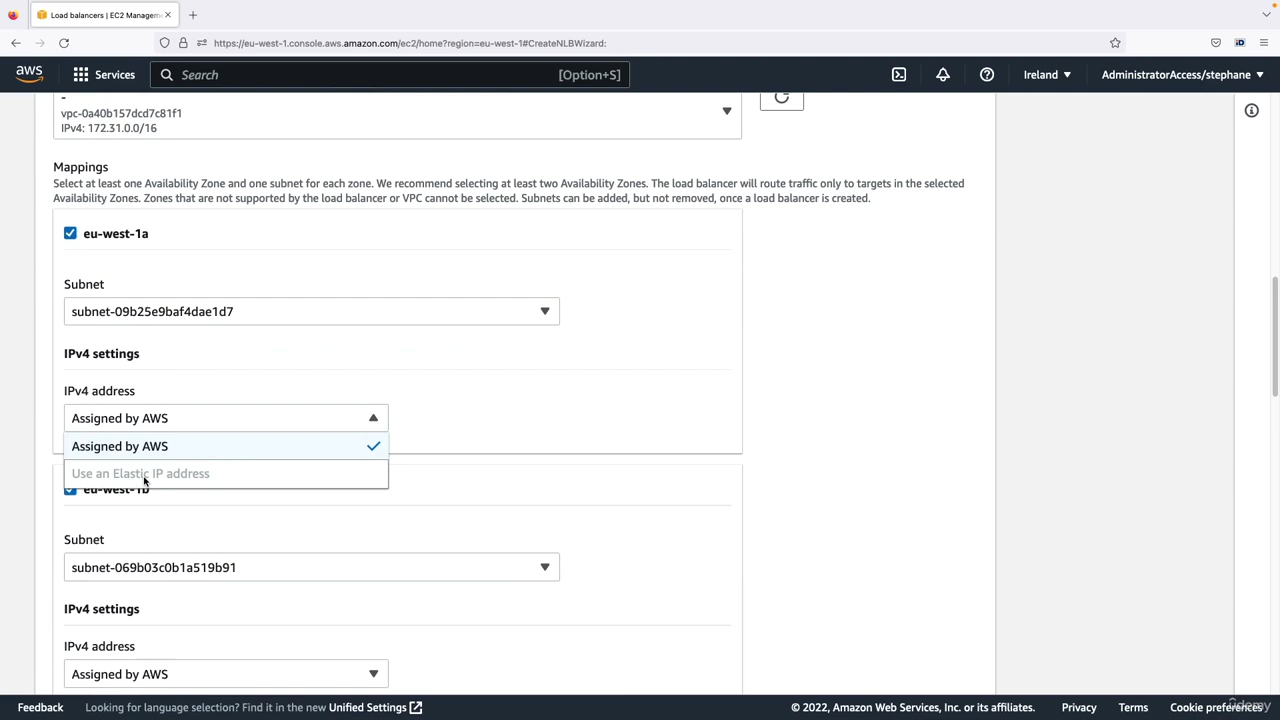 Load balancers | EC2 Managem
https://eu-west-1.console.aws.amazon.com/ec2/home?region=eu-west-1#CreateNLBWizard:
aws
Services
Search
[Option+S]
Ireland
AdministratorAccess/stephane
-
vpc-0a40b157dcd7c81f1
IPv4: 172.31.0.0/16
Mappings
Select at least one Availability Zone and one subnet for each zone. We recommend selecting at least two Availability Zones. The load balancer will route traffic only to targets in the selected
Availability Zones. Zones that are not supported by the load balancer or VPC cannot be selected. Subnets can be added, but not removed, once a load balancer is created.
eu-west-1a
Subnet
subnet-09b25e9baf4dae1d7
IPv4 settings
IPv4 address
Assigned by AWS
Assigned by AWS
Use an Elastic IP address
eu-west-1b
Subnet
subnet-069b03c0b1a519b91
IPv4 settings
IPv4 address
Assigned by AWS
Feedback
Looking for language selection? Find it in the new Unified Settings
© 2022, Amazon Web Services, Inc. or its affiliates.
Privacy
Terms
Cookie preferences
ûdemy